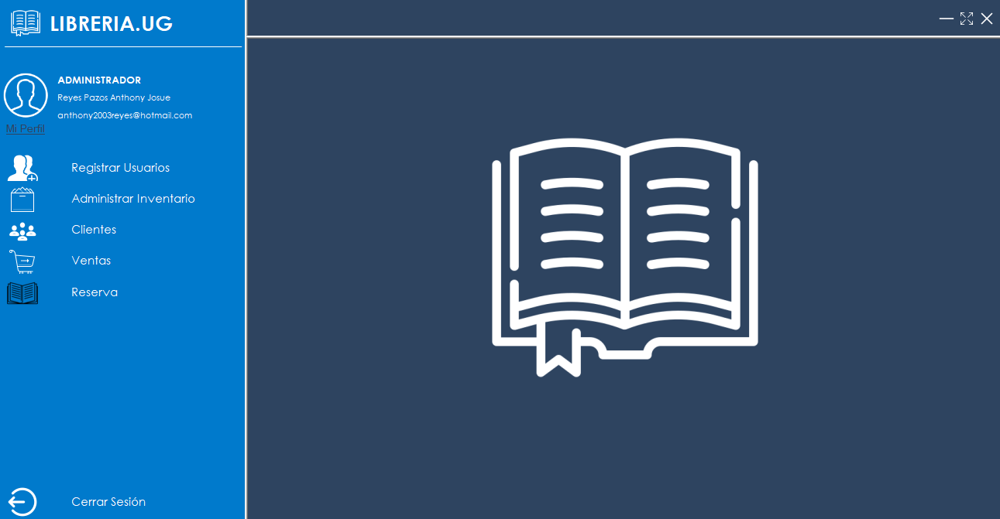 LIBRERIA.UG
ADMINISTRADOR
Reyes Pazos Anthony Josue
anthony2003reyes@hotmail.com
Mi Perfil
Registrar Usuarios
Administrar Inventario
Clientes
Ventas
Reserva
Cerrar Sesión